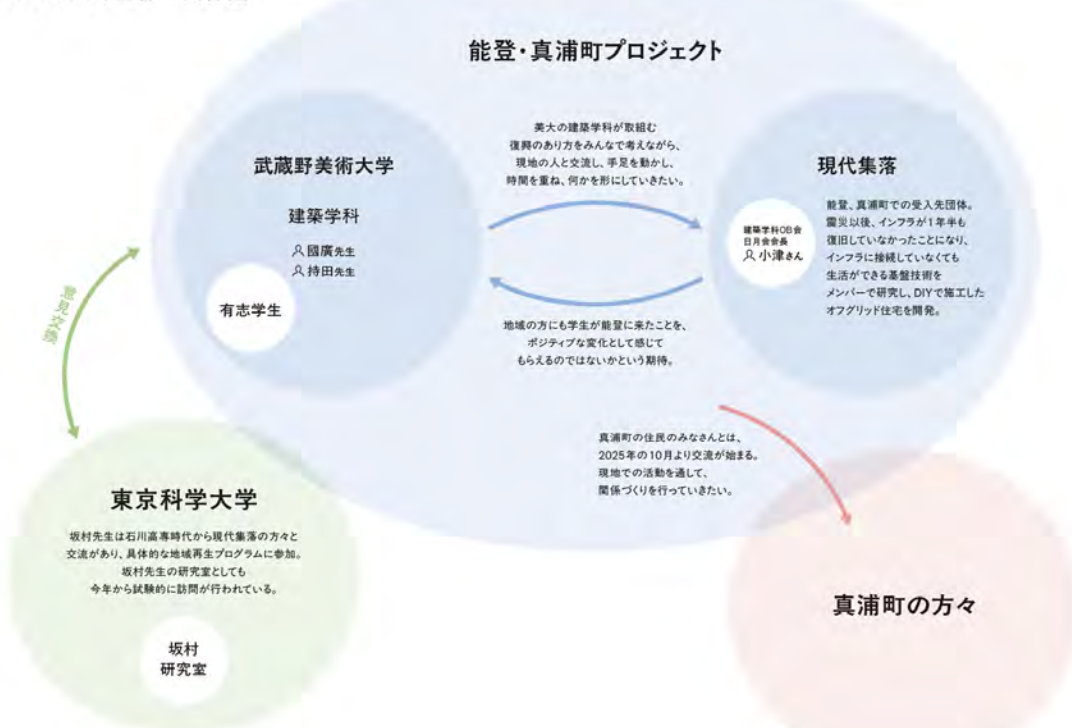 能登・真浦町プロジェクト
武蔵野美術大学
建築学科
國廣先生
持田先生
有志学生
美大の建築学科が取組む
復興のあり方をみんなで考えながら、
現地の人と交流し、手足を動かし、
時間を重ね、何かを形にしていきたい。
地域の方にも学生が能登に来たことを、
ポジティブな変化として感じて
もらえるのではないかという期待。
現代集落
建築学科OB会
日月会会長
小津さん
能登、真浦町での受入先団体。
震災以後、インフラが1年半も
復旧していなかったことになり、
インフラに接続していなくても
生活ができる基盤技術を
メンバーで研究し、DIYで施工した
オフグリッド住宅を開発。
意見交換
真浦町の住民のみなさんとは、
2025年の10月より交流が始まる。
現地での活動を通して、
関係づくりを行っていきたい。
東京科学大学
坂村先生は石川高専時代から現代集落の方々と
交流があり、具体的な地域再生プログラムに参加。
坂村先生の研究室としても
今年から試験的に訪問が行われている。
坂村
研究室
真浦町の方々